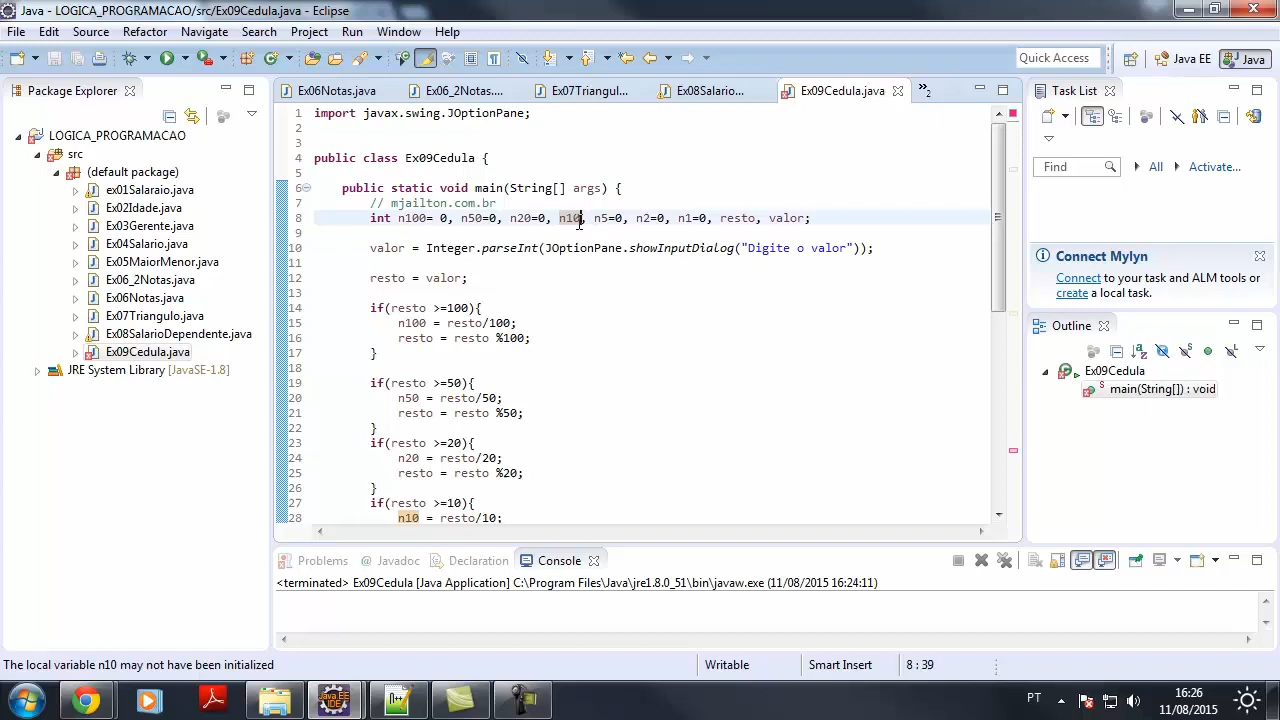 Java - LOGICA_PROGRAMACAO/src/Ex09Cedula.java - Eclipse
File Edit Source Refactor Navigate Search Project Run Window Help
Quick Access Java EE Java
Package Explorer
LOGICA_PROGRAMACAO
src
(default package)
ex01Salaraio.java
Ex02Idade.java
Ex03Gerente.java
Ex04Salario.java
Ex05MaiorMenor.java
Ex06_2Notas.java
Ex06Notas.java
Ex07Triangulo.java
Ex08SalarioDependente.java
Ex09Cedula.java
JRE System Library [JavaSE-1.8]
Ex06Notas.java Ex06_2Notas.... Ex07Triangul... Ex08Salario... Ex09Cedula.java »2
1 import javax.swing.JOptionPane;
2
3
4 public class Ex09Cedula {
5
6 public static void main(String[] args) {
7 // mjailton.com.br
8 int n100= 0, n50=0, n20=0, n10, n5=0, n2=0, n1=0, resto, valor;
9
10 valor = Integer.parseInt(JOptionPane.showInputDialog("Digite o valor"));
11
12 resto = valor;
13
14 if(resto >=100){
15 n100 = resto/100;
16 resto = resto %100;
17 }
18
19 if(resto >=50){
20 n50 = resto/50;
21 resto = resto %50;
22 }
23 if(resto >=20){
24 n20 = resto/20;
25 resto = resto %20;
26 }
27 if(resto >=10){
28 n10 = resto/10;
Task List
Find All Activate...
Connect Mylyn
Connect to your task and ALM tools or
create a local task.
Outline
Ex09Cedula
main(String[]) : void
Problems @ Javadoc Declaration Console
<terminated> Ex09Cedula [Java Application] C:\Program Files\Java\jre1.8.0_51\bin\javaw.exe (11/08/2015 16:24:11)
The local variable n10 may not have been initialized Writable Smart Insert 8 : 39
Java EE
IDE
PT
16:26
11/08/2015